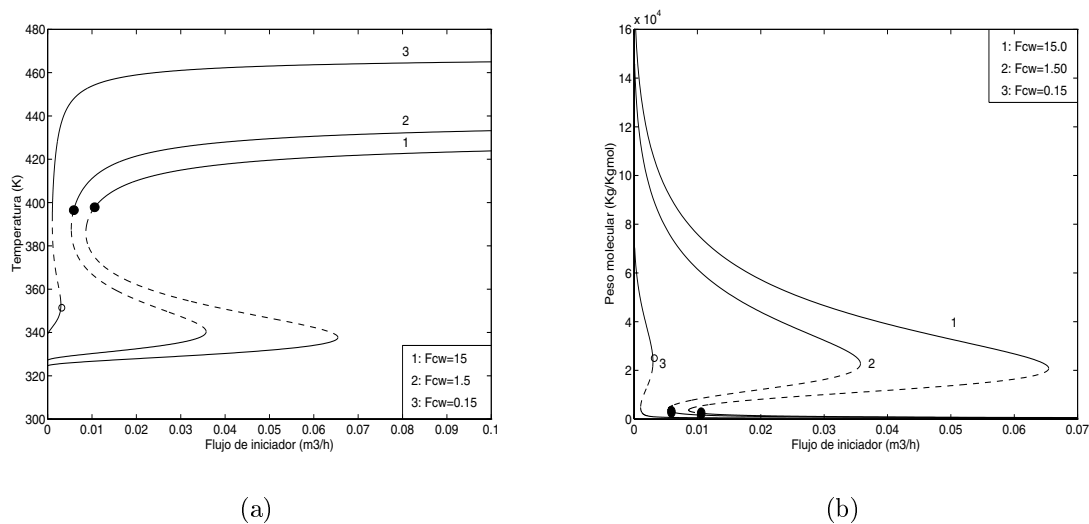 480
460
440
420
400
380
360
340
320
300
Temperatura (K)
3
2
1
1: Fcw=15
2: Fcw=1.5
3: Fcw=0.15
0 0.01 0.02 0.03 0.04 0.05 0.06 0.07 0.08 0.09 0.1
Flujo de iniciador (m3/h)
(a)
x 10^4
16
14
12
10
8
6
4
2
0
Peso molecular (Kg/Kgmol)
1: Fcw=15.0
2: Fcw=1.50
3: Fcw=0.15
1
2
3
0 0.01 0.02 0.03 0.04 0.05 0.06 0.07
Flujo de iniciador (m3/h)
(b)